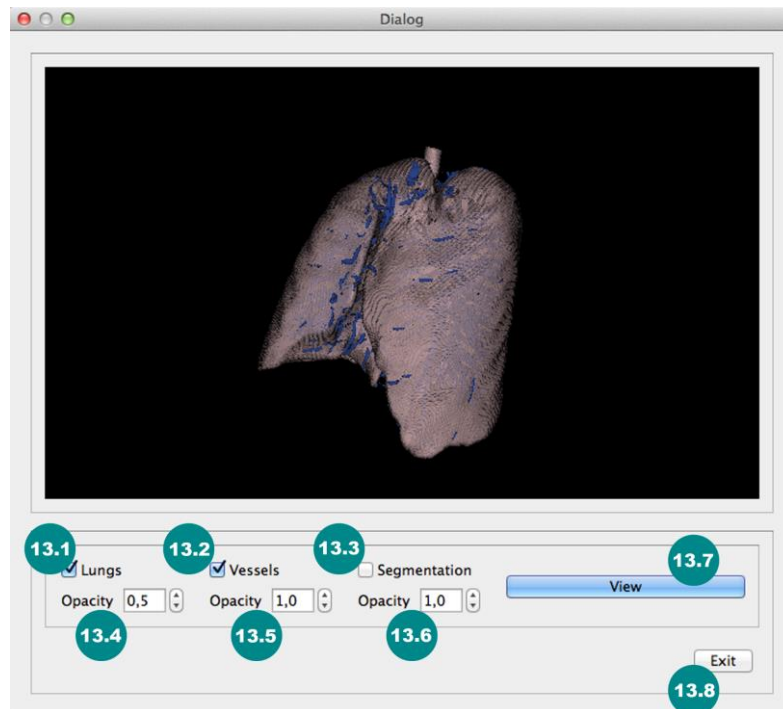 Dialog
13.1 13.2 13.3 13.7
Lungs Vessels Segmentation
View
Opacity 0,5 Opacity 1,0 Opacity 1,0
13.4 13.5 13.6
Exit
13.8